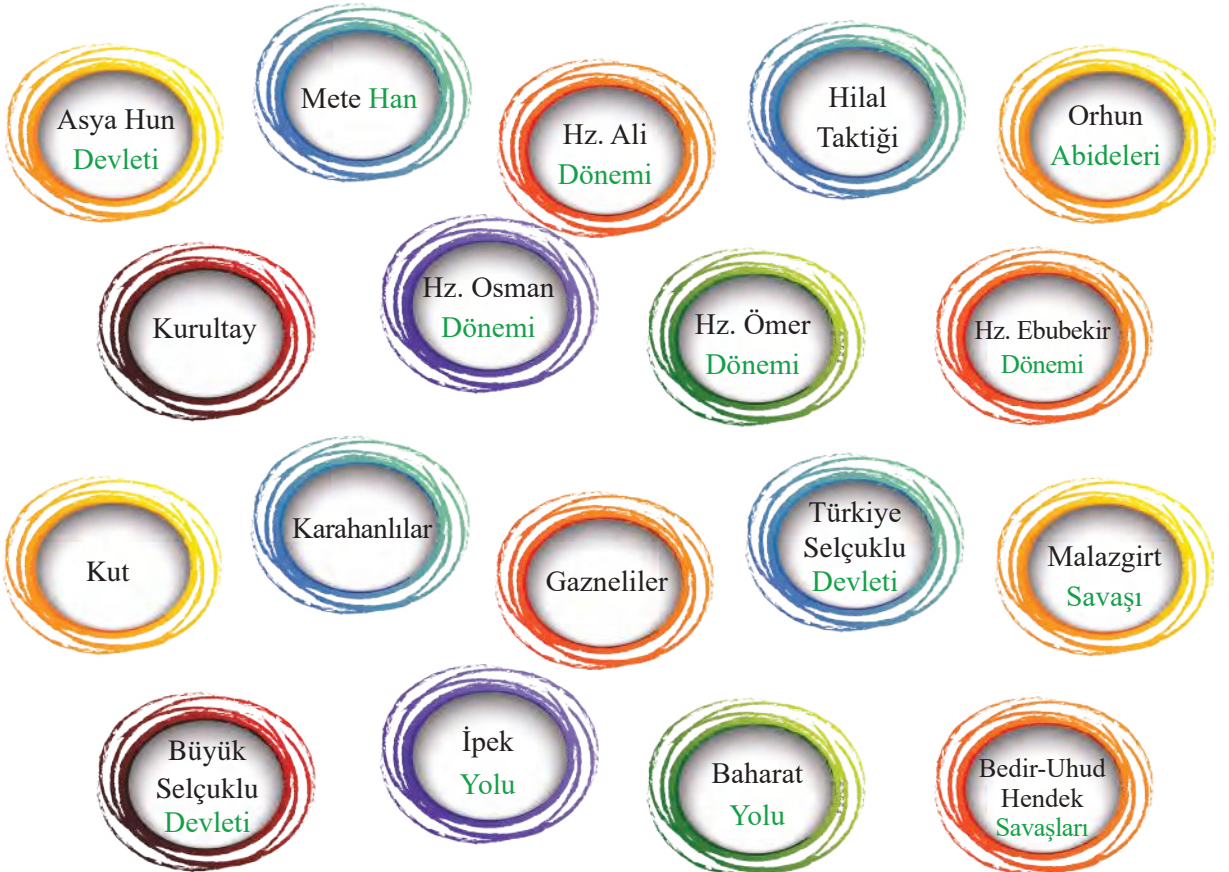 Asya Hun
Devleti
Mete Han
Hz. Ali
Dönemi
Hilal
Taktiği
Orhun
Abideleri
Kurultay
Hz. Osman
Dönemi
Hz. Ömer
Dönemi
Hz. Ebubekir
Dönemi
Kut
Karahanlılar
Gazneliler
Türkiye
Selçuklu
Devleti
Malazgirt
Savaşı
Büyük
Selçuklu
Devleti
İpek
Yolu
Baharat
Yolu
Bedir-Uhud
Hendek
Savaşları